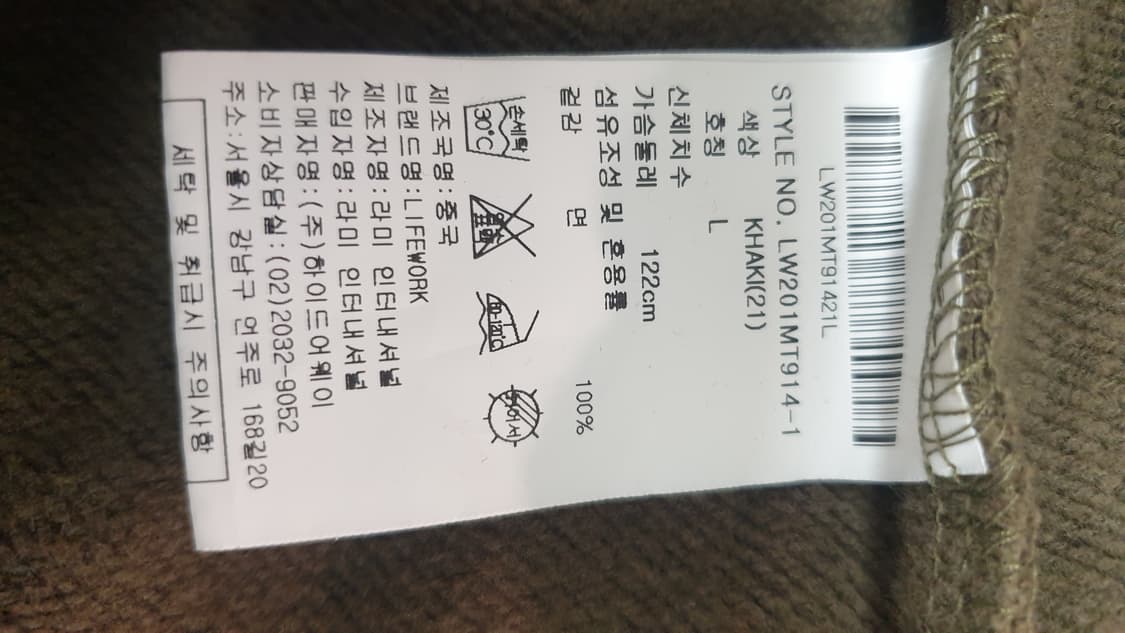 LW201MT91421L
STYLE NO. LW201MT914-1
색상 KHAKI(21)
호칭 L
신체치수
가슴둘레 122cm
섬유조성 및 혼용률
겉감 면 100%
손세탁
30°C
제조국명:중국
브랜드명:LIFEWORK
제조자명:라미 인터내셔널
수입자명:라미 인터내셔널
판매자명:(주)하이드어웨이
소비자상담실:(02)2032-9052
주소:서울시 강남구 언주로 168길20
세탁 및 취급시 주의사항